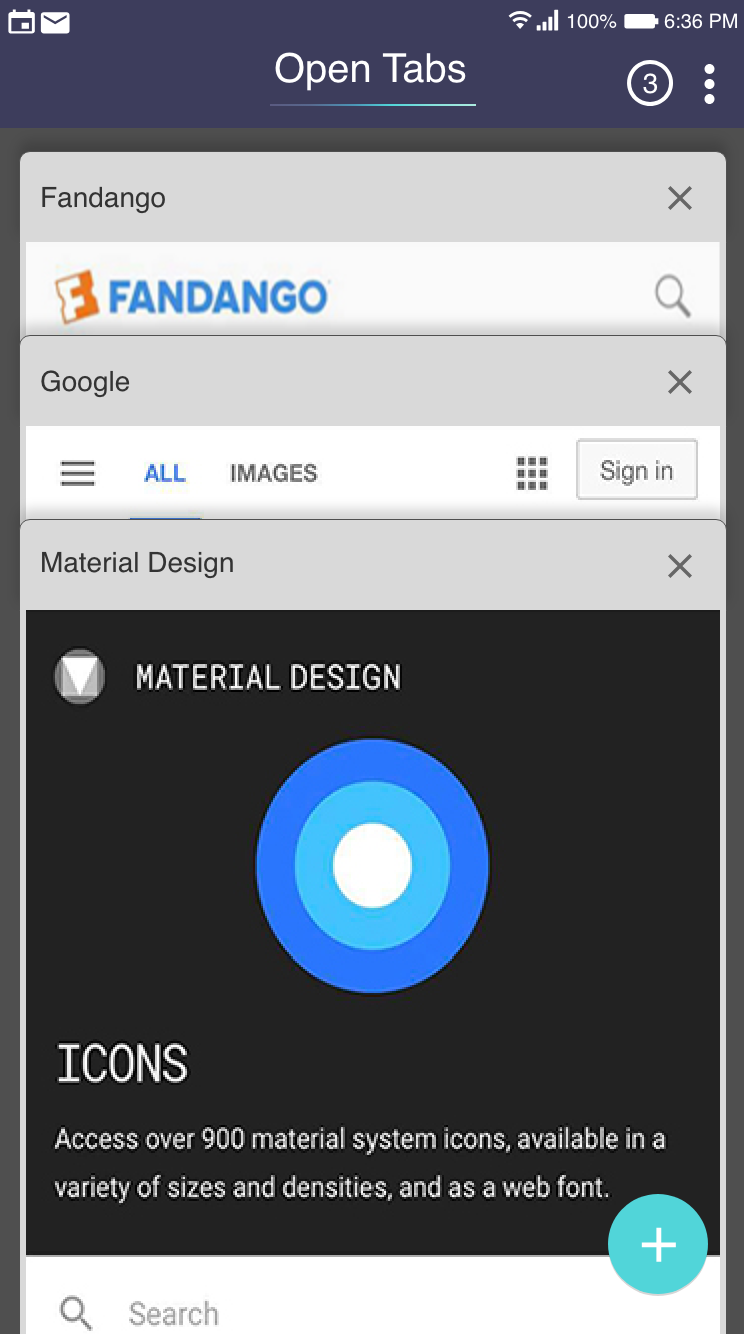 100% 6:36 PM
Open Tabs
3
Fandango
FANDANGO
Google
ALL IMAGES Sign in
Material Design
MATERIAL DESIGN
ICONS
Access over 900 material system icons, available in a
variety of sizes and densities, and as a web font.
Search